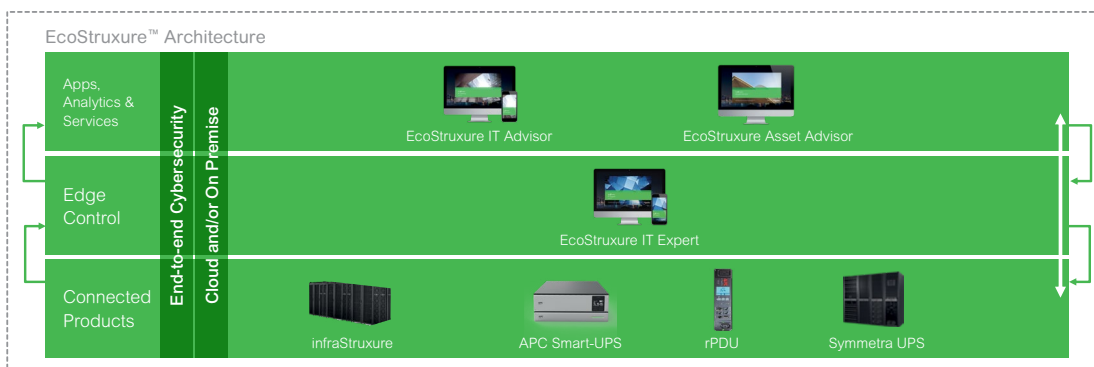 EcoStruxure™ Architecture
Apps,
Analytics &
Services
End-to-end Cybersecurity
Cloud and/or On Premise
EcoStruxure IT Advisor
EcoStruxure Asset Advisor
Edge
Control
EcoStruxure IT Expert
Connected
Products
infraStruxure
APC Smart-UPS
rPDU
Symmetra UPS